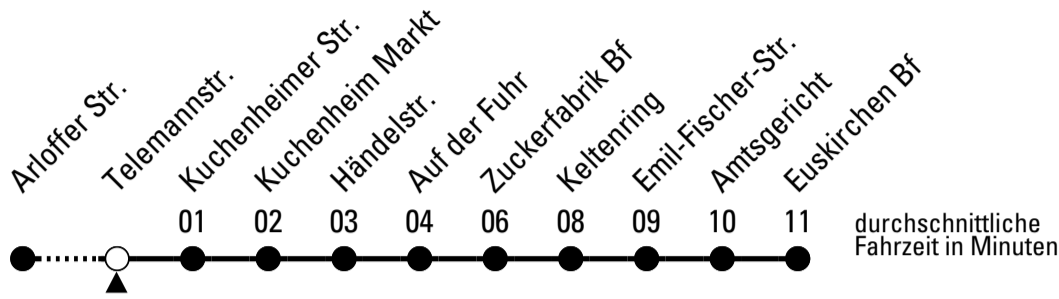 Arloffer Str.
Telemannstr.
Kuchenheimer Str.
Kuchenheim Markt
Händelstr.
Auf der Fuhr
Zuckerfabrik Bf
Keltenring
Emil-Fischer-Str.
Amtsgericht
Euskirchen Bf
01 02 03 04 06 08 09 10 11
durchschnittliche
Fahrzeit in Minuten